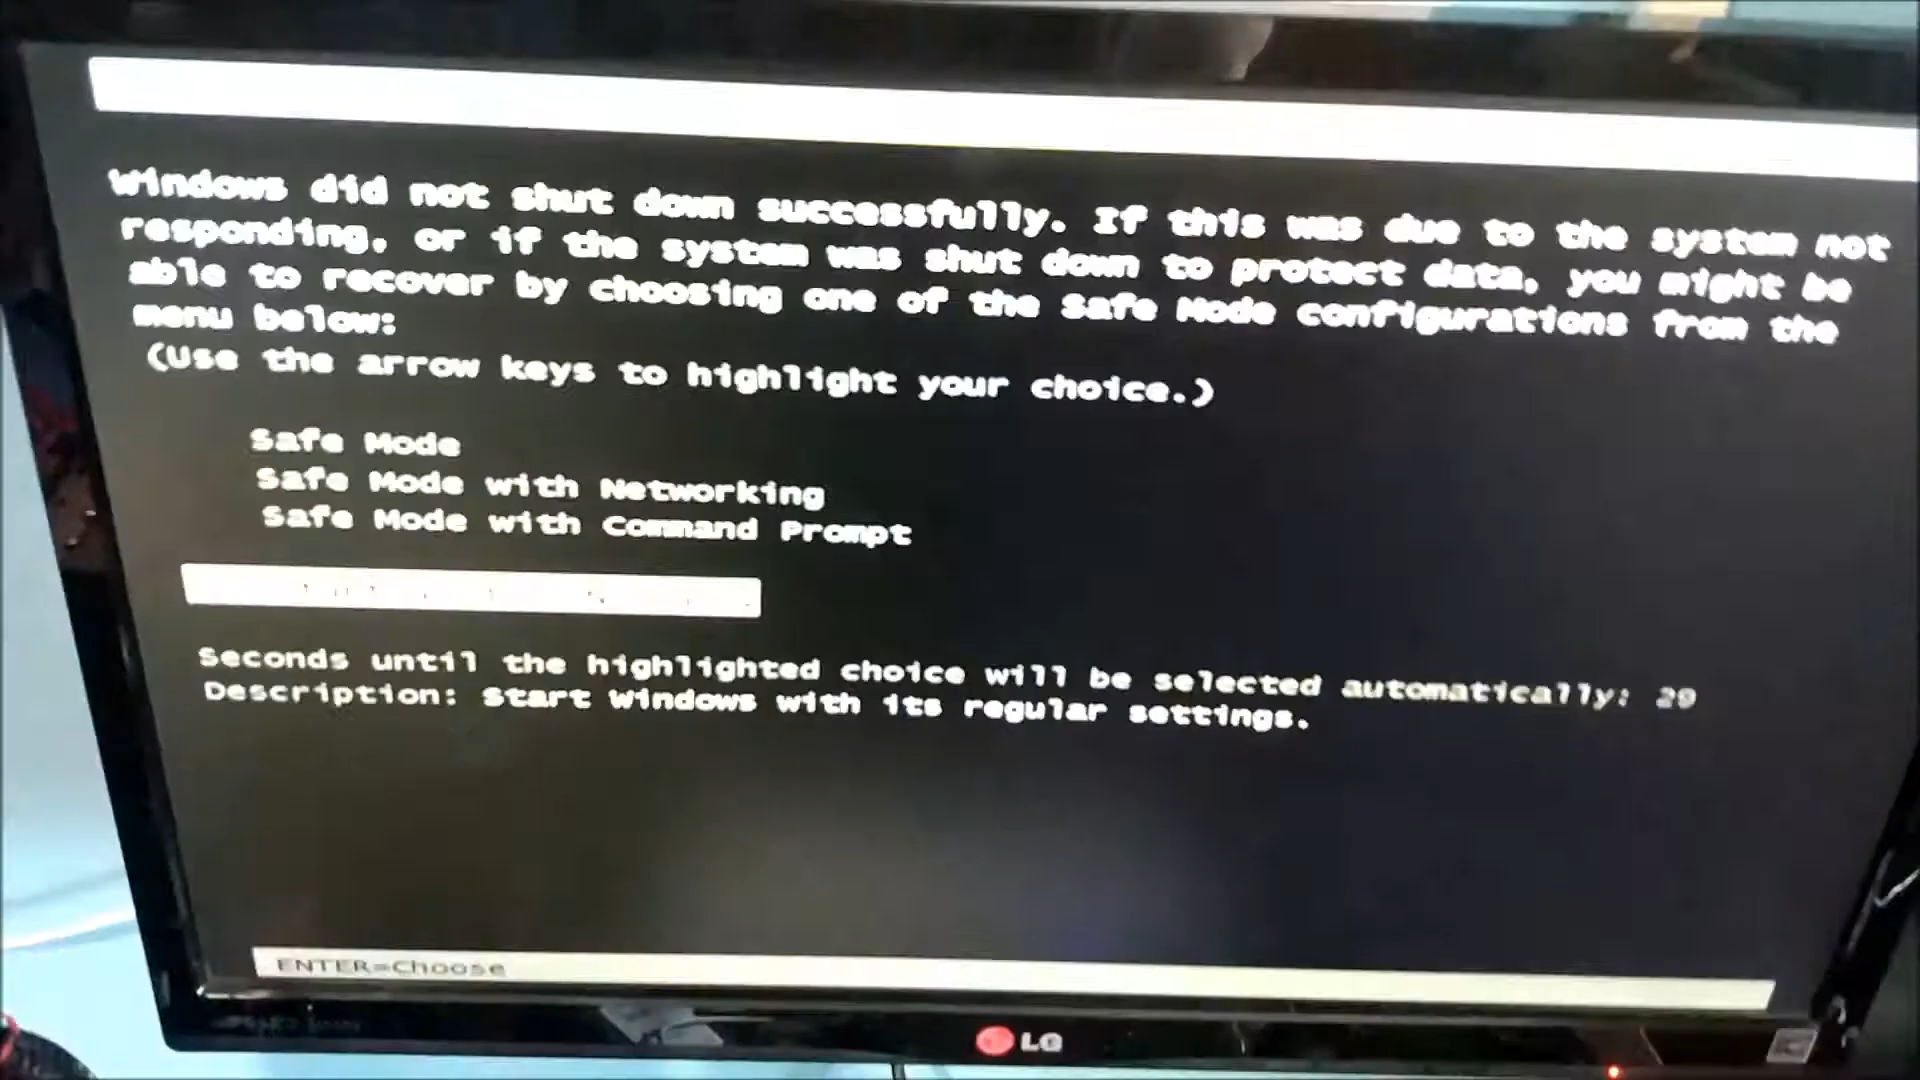 Windows did not shut down successfully. If this was due to the system not
responding, or if the system was shut down to protect data, you might be
able to recover by choosing one of the Safe Mode configurations from the
menu below:
(Use the arrow keys to highlight your choice.)
Safe Mode
Safe Mode with Networking
Safe Mode with Command Prompt
Seconds until the highlighted choice will be selected automatically: 29
Description: Start Windows with its regular settings.
ENTER=Choose
LG